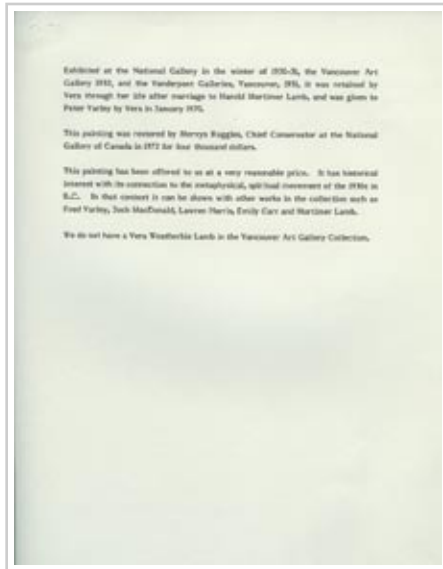 Exhibited at the National Gallery in the winter of 1930-31, the Vancouver Art
Gallery 1932, and the Vanderpant Galleries, Vancouver, it was retained by
Vera through her life after marriage to Harold Mortimer Lamb, and was given to
Peter Varley by Vera in January 1970.
This painting was restored by Mervyn Ruggles, Chief Conservator at the National
Gallery of Canada in 1972 for four thousand dollars.
This painting has been offered to us at a very reasonable price. It has historical
interest with its connection to the metaphysical, spiritual movement of the 1930s in
B.C. In that context it can be shown with other works in the collection such as
Fred Varley, Jock MacDonald, Lawren Harris, Emily Carr and Mortimer Lamb.
We do not have a Vera Weatherbie Lamb in the Vancouver Art Gallery Collection.